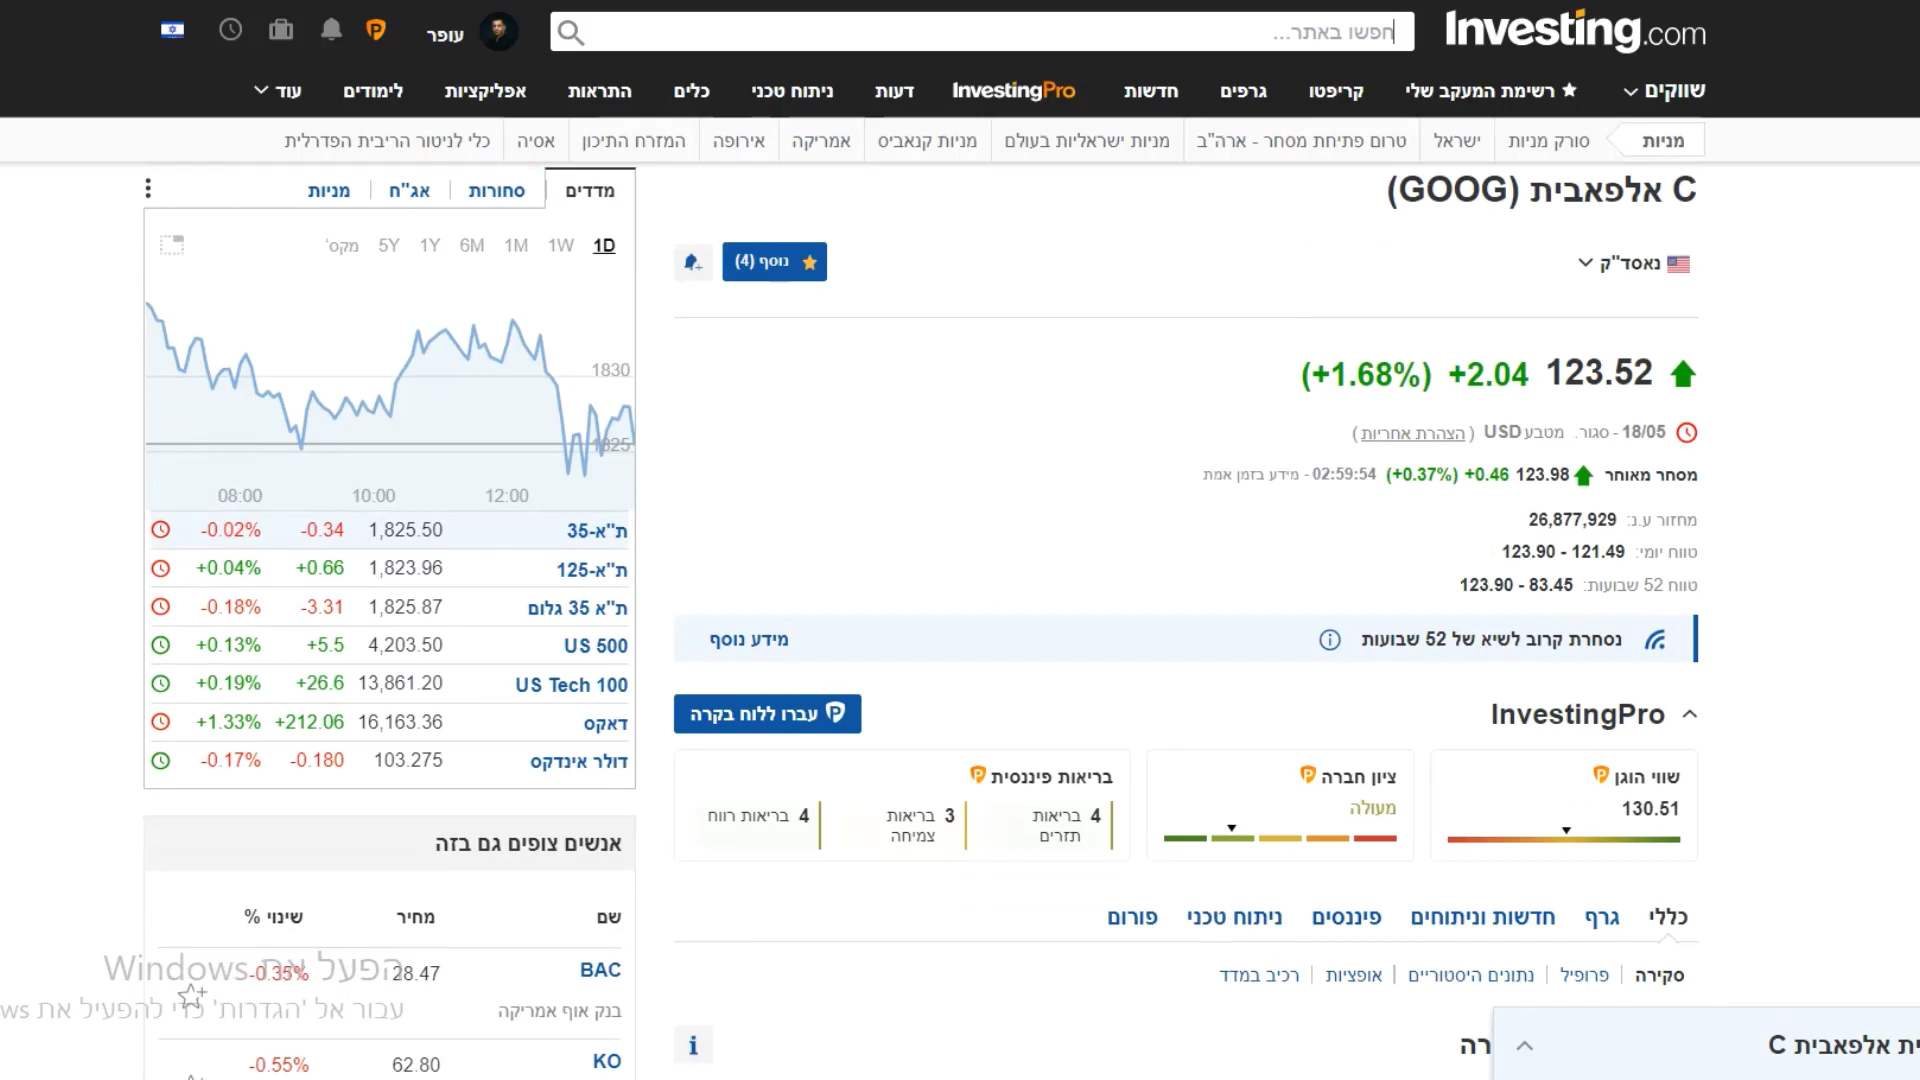 עופר
חפשו באתר...
Investing.com
שווקים
רשימת המעקב שלי
קריפטו
גרפים
חדשות
InvestingPro
דעות
ניתוח טכני
כלים
התראות
אפליקציות
לימודים
עוד
מניות
סורק מניות
ישראל
טרום פתיחת מסחר - ארה"ב
מניות ישראליות בעולם
מניות קנאביס
אמריקה
אירופה
המזרח התיכון
אסיה
כלי לניטור הריבית הפדרלית
C אלפאבית (GOOG)
נאסד"ק
נוסף (4)
123.52 +2.04 (+1.68%)
18/05 - סגור. מטבע USD ( הצהרת אחריות )
מסחר מאוחר 123.98 +0.46 (+0.37%) 02:59:54 - מידע בזמן אמת
מחזור ע.נ: 26,877,929
טווח יומי: 121.49 - 123.90
טווח 52 שבועות: 83.45 - 123.90
נסחרת קרוב לשיא של 52 שבועות
מידע נוסף
InvestingPro
עברו ללוח בקרה
שווי הוגן
130.51
ציון חברה
מעולה
בריאות פיננסית
4 בריאות תזרים
3 בריאות צמיחה
4 בריאות רווח
כללי
גרף
חדשות וניתוחים
פיננסים
ניתוח טכני
פורום
סקירה
פרופיל
נתונים היסטוריים
אופציות
רכיב במדד
מדדים
סחורות
אג"ח
מניות
1D
1W
1M
6M
1Y
5Y
מקס'
1830
1825
08:00
10:00
12:00
ת"א-35 1,825.50 -0.34 -0.02%
ת"א-125 1,823.96 +0.66 +0.04%
ת"א 35 גלום 1,825.87 -3.31 -0.18%
US 500 4,203.50 +5.5 +0.13%
US Tech 100 13,861.20 +26.6 +0.19%
דאקס 16,163.36 +212.06 +1.33%
דולר אינדקס 103.275 -0.180 -0.17%
אנשים צופים גם בזה
שם
מחיר
שינוי %
BAC 28.47 -0.35%
בנק אוף אמריקה
KO 62.80 -0.55%
הפעל את Windows
עבור אל 'הגדרות' כדי להפעיל את ws
רה
ית אלפאבית C